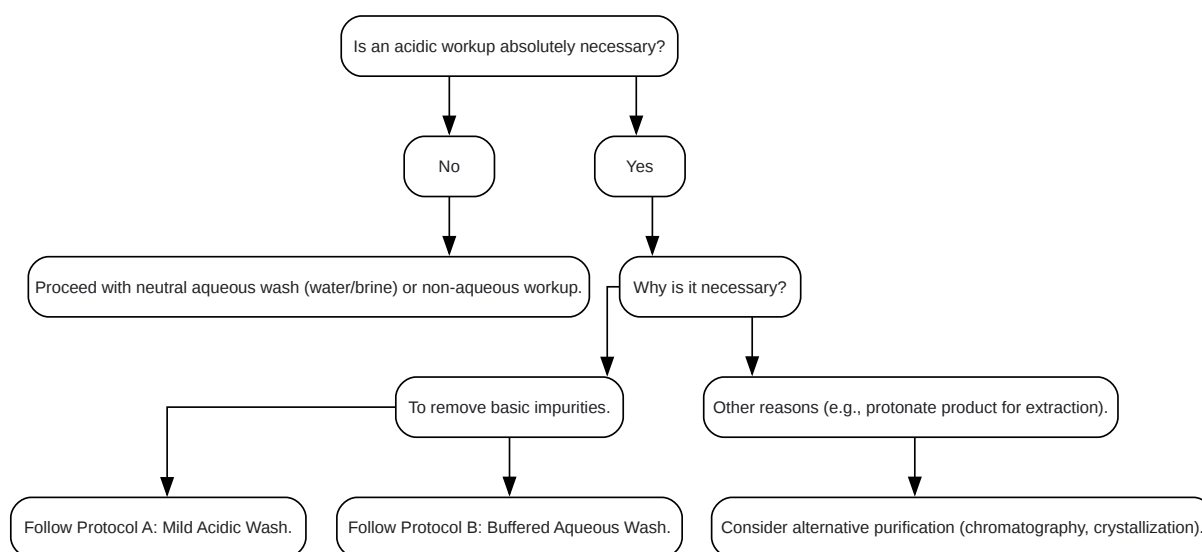 Is an acidic workup absolutely necessary?
No
Yes
Proceed with neutral aqueous wash (water/brine) or non-aqueous workup.
Why is it necessary?
To remove basic impurities.
Other reasons (e.g., protonate product for extraction).
Follow Protocol A: Mild Acidic Wash.
Follow Protocol B: Buffered Aqueous Wash.
Consider alternative purification (chromatography, crystallization).